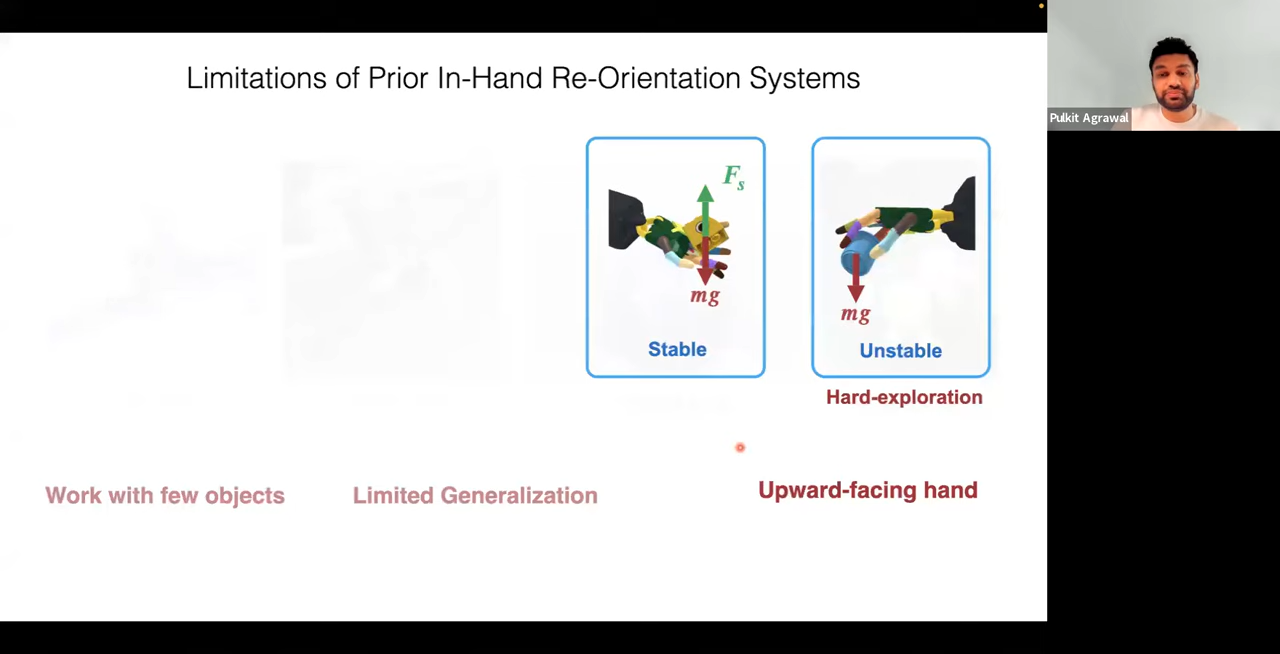 Limitations of Prior In-Hand Re-Orientation Systems
Pulkit Agrawal
Fs
mg
Stable
mg
Unstable
Hard-exploration
Work with few objects
Limited Generalization
Upward-facing hand